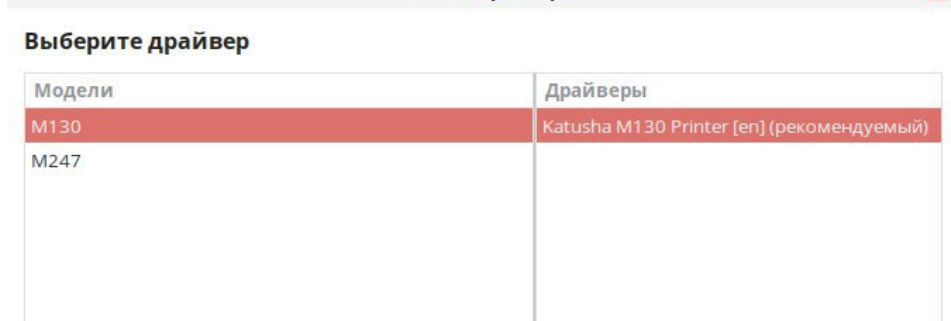 Выберите драйвер
Модели
Драйверы
M130
Katusha M130 Printer [en] (рекомендуемый)
M247